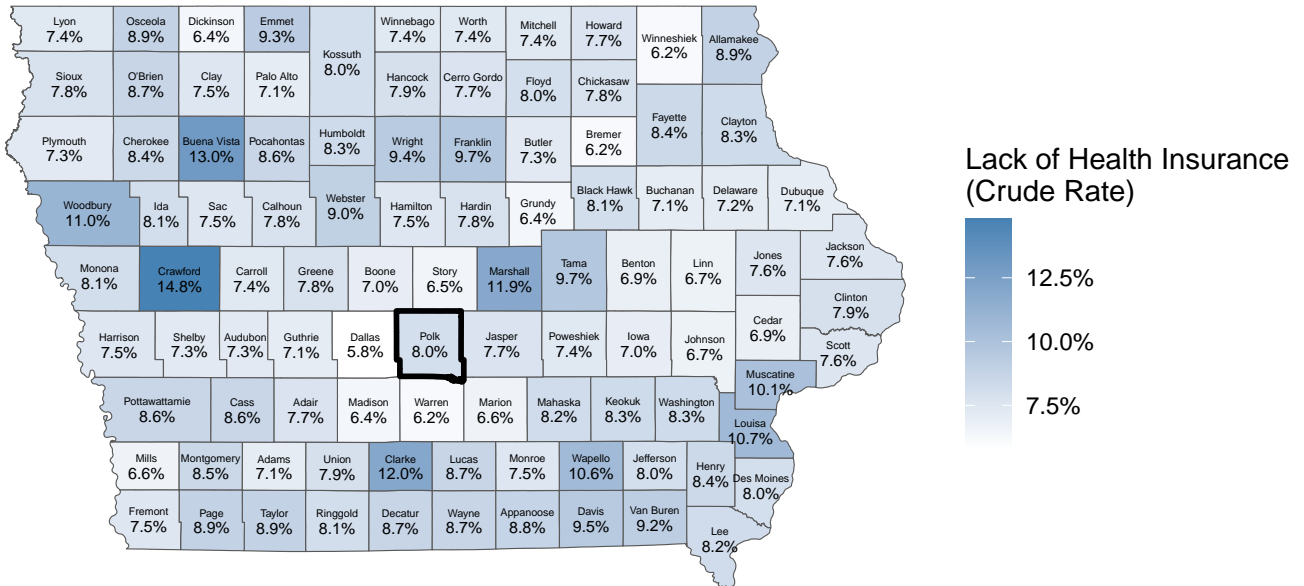 Lyon
7.4%
Osceola
8.9%
Dickinson
6.4%
Emmet
9.3%
Kossuth
8.0%
Winnebago
7.4%
Worth
7.4%
Mitchell
7.4%
Howard
7.7%
Winneshiek
6.2%
Allamakee
8.9%
Sioux
7.8%
O'Brien
8.7%
Clay
7.5%
Palo Alto
7.1%
Hancock
7.9%
Cerro Gordo
7.7%
Floyd
8.0%
Chickasaw
7.8%
Fayette
8.4%
Clayton
8.3%
Plymouth
7.3%
Cherokee
8.4%
Buena Vista
13.0%
Pocahontas
8.6%
Humboldt
8.3%
Wright
9.4%
Franklin
9.7%
Butler
7.3%
Bremer
6.2%
Woodbury
11.0%
Ida
8.1%
Sac
7.5%
Calhoun
7.8%
Webster
9.0%
Hamilton
7.5%
Hardin
7.8%
Grundy
6.4%
Black Hawk
8.1%
Buchanan
7.1%
Delaware
7.2%
Dubuque
7.1%
Monona
8.1%
Crawford
14.8%
Carroll
7.4%
Greene
7.8%
Boone
7.0%
Story
6.5%
Marshall
11.9%
Tama
9.7%
Benton
6.9%
Linn
6.7%
Jones
7.6%
Jackson
7.6%
Clinton
7.9%
Harrison
7.5%
Shelby
7.3%
Audubon
7.3%
Guthrie
7.1%
Dallas
5.8%
Polk
8.0%
Jasper
7.7%
Poweshiek
7.4%
Iowa
7.0%
Johnson
6.7%
Cedar
6.9%
Scott
7.6%
Muscatine
10.1%
Pottawattamie
8.6%
Cass
8.6%
Adair
7.7%
Madison
6.4%
Warren
6.2%
Marion
6.6%
Mahaska
8.2%
Keokuk
8.3%
Washington
8.3%
Louisa
10.7%
Mills
6.6%
Montgomery
8.5%
Adams
7.1%
Union
7.9%
Clarke
12.0%
Lucas
8.7%
Monroe
7.5%
Wapello
10.6%
Jefferson
8.0%
Henry
8.4%
Des Moines
8.0%
Fremont
7.5%
Page
8.9%
Taylor
8.9%
Ringgold
8.1%
Decatur
8.7%
Wayne
8.7%
Appanoose
8.8%
Davis
9.5%
Van Buren
9.2%
Lee
8.2%
Lack of Health Insurance
(Crude Rate)
12.5%
10.0%
7.5%